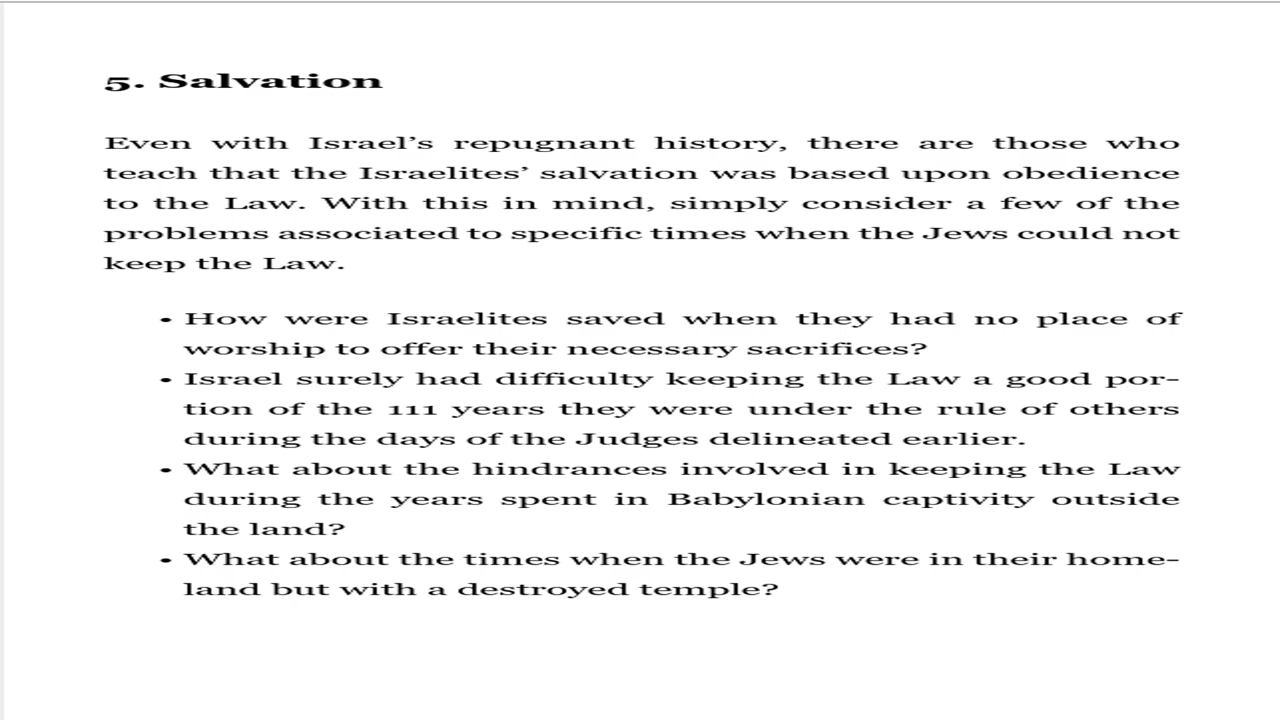 5. Salvation
Even with Israel’s repugnant history, there are those who
teach that the Israelites’ salvation was based upon obedience
to the Law. With this in mind, simply consider a few of the
problems associated to specific times when the Jews could not
keep the Law.
• How were Israelites saved when they had no place of
worship to offer their necessary sacrifices?
• Israel surely had difficulty keeping the Law a good por-
tion of the 111 years they were under the rule of others
during the days of the Judges delineated earlier.
• What about the hindrances involved in keeping the Law
during the years spent in Babylonian captivity outside
the land?
• What about the times when the Jews were in their home-
land but with a destroyed temple?